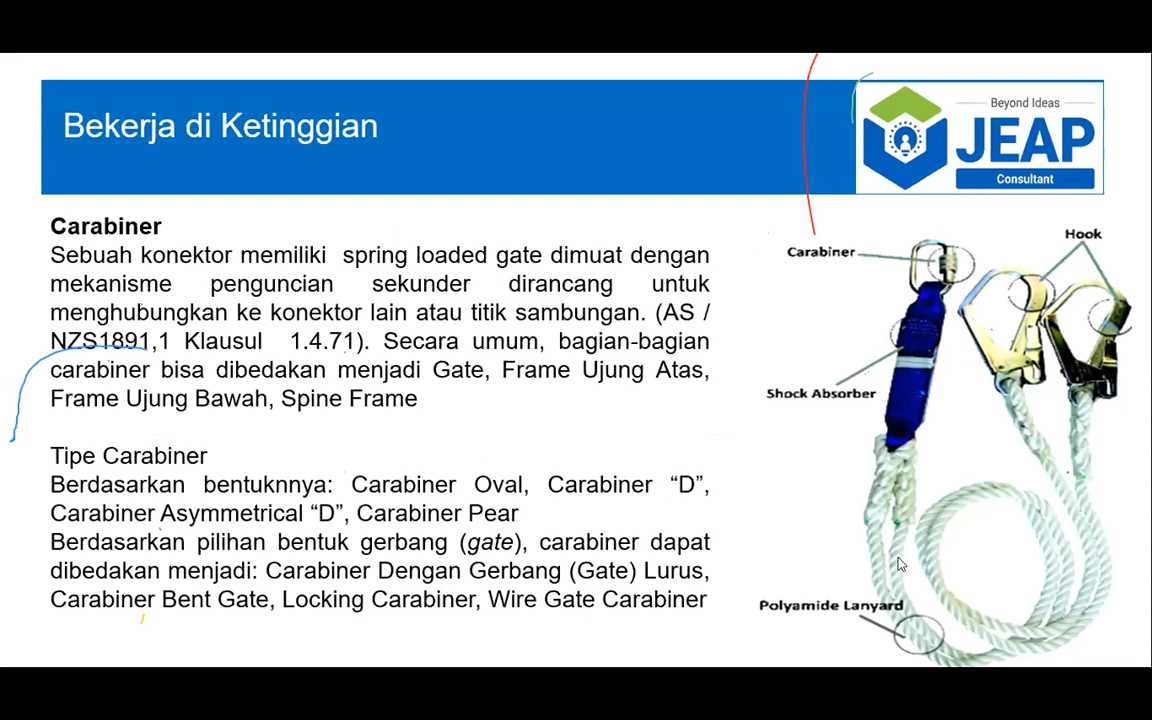 Bekerja di Ketinggian
Beyond Ideas
JEAP
Consultant
Carabiner
Sebuah konektor memiliki spring loaded gate dimuat dengan
mekanisme penguncian sekunder dirancang untuk
menghubungkan ke konektor lain atau titik sambungan. (AS /
NZS1891,1 Klausul 1.4.71). Secara umum, bagian-bagian
carabiner bisa dibedakan menjadi Gate, Frame Ujung Atas,
Frame Ujung Bawah, Spine Frame
Tipe Carabiner
Berdasarkan bentuknnya: Carabiner Oval, Carabiner “D”,
Carabiner Asymmetrical “D”, Carabiner Pear
Berdasarkan pilihan bentuk gerbang (gate), carabiner dapat
dibedakan menjadi: Carabiner Dengan Gerbang (Gate) Lurus,
Carabiner Bent Gate, Locking Carabiner, Wire Gate Carabiner
Hook
Carabiner
Shock Absorber
Polyamide Lanyard